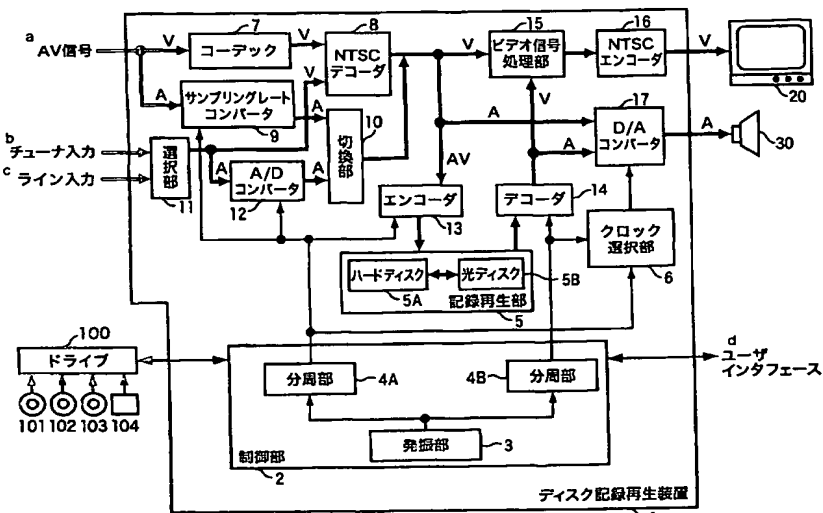 7
8
15
16
a
AV信号
V
コーデック
V
NTSC
デコーダ
V
ビデオ信号
処理部
NTSC
エンコーダ
V
20
A
サンプリングレート
コンバータ
9
A
V
10
切換部
V
A
17
D/A
コンバータ
A
30
b
チューナ入力
c
ライン入力
選択部
11
A
A/D
コンバータ
12
A
AV
A
エンコーダ
13
デコーダ
14
クロック
選択部
6
ハードディスク
5A
光ディスク
5B
記録再生部
5
100
ドライブ
101
102
103
104
d
ユーザ
インタフェース
分周部
4A
4B
分周部
発振部
3
制御部
2
ディスク記録再生装置